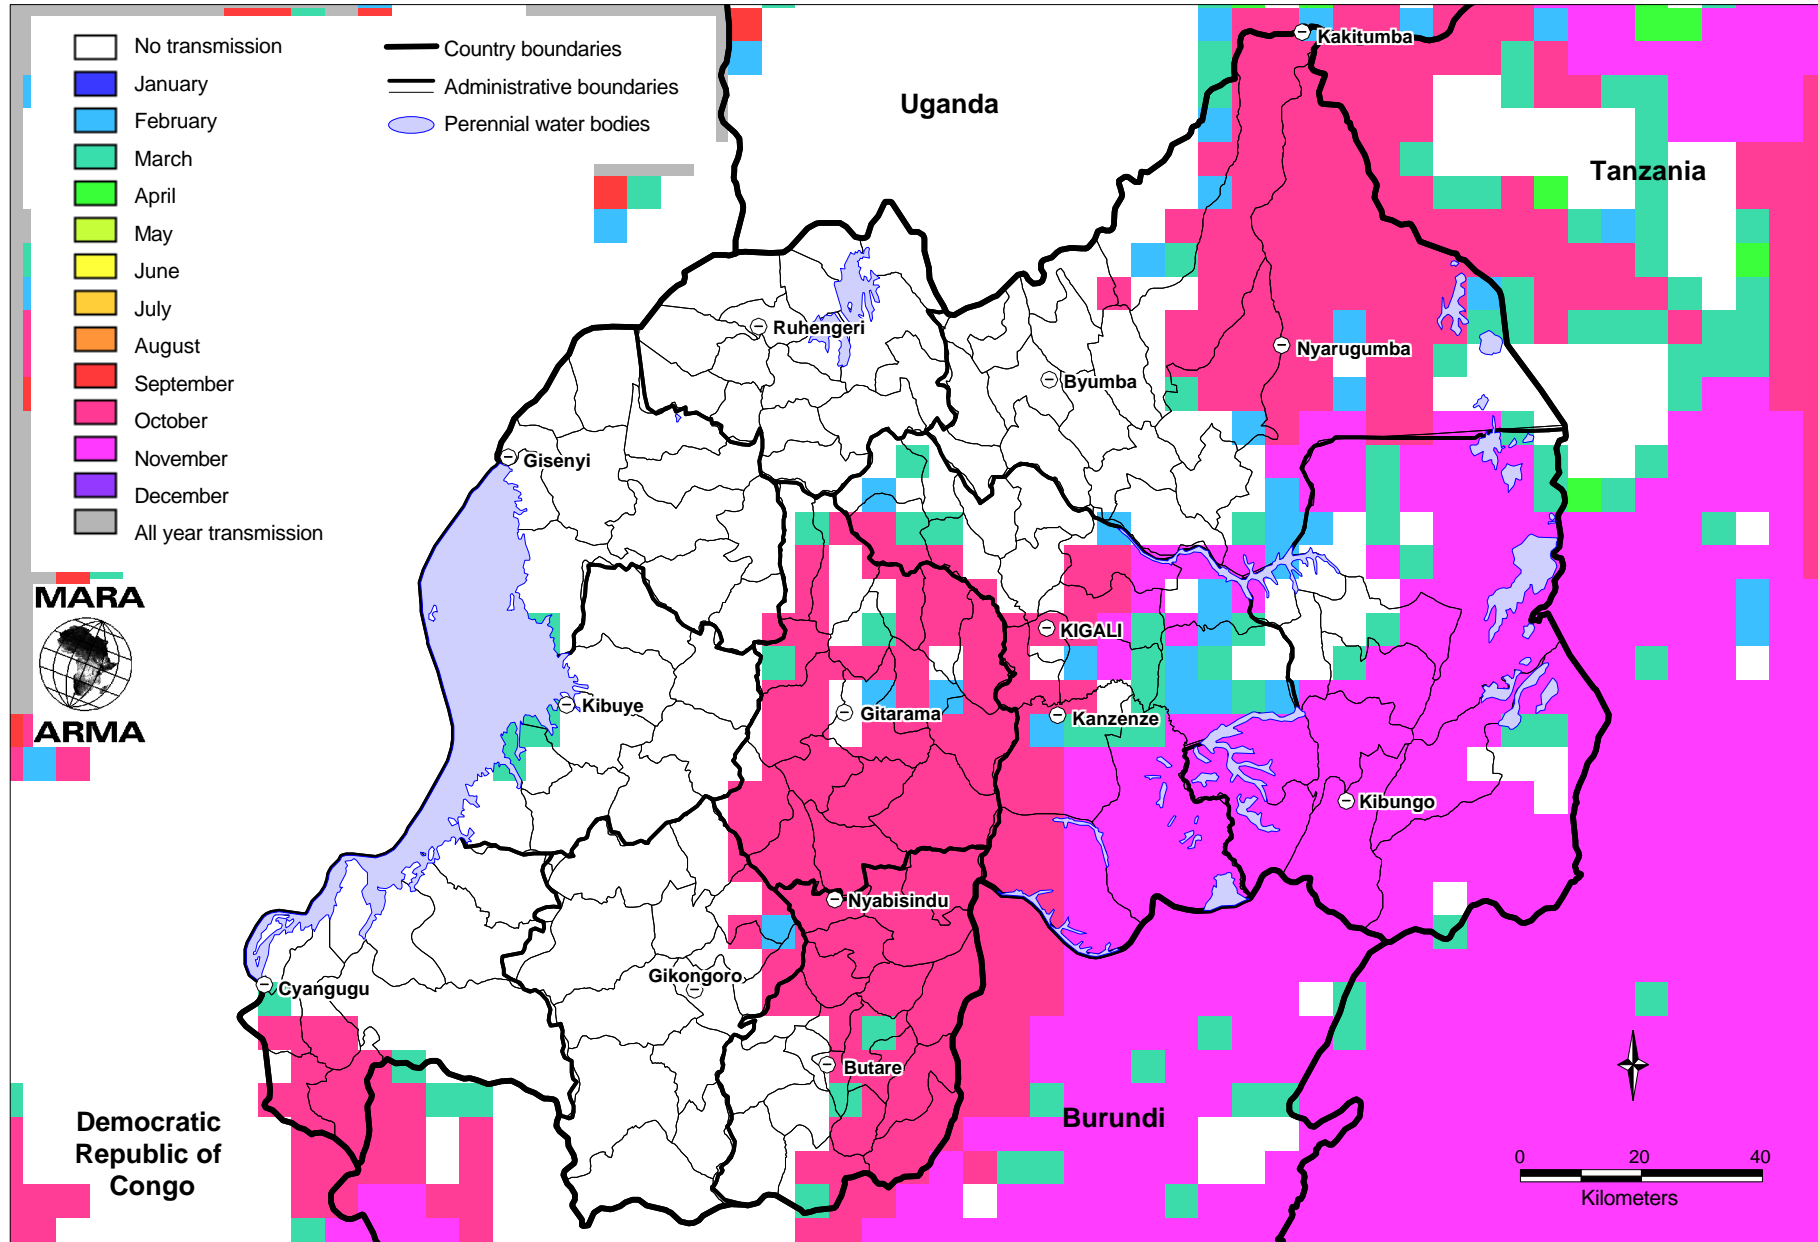 No transmission
January
February
March
April
May
June
July
August
September
October
November
December
All year transmission
Country boundaries
Administrative boundaries
Perennial water bodies
MARA
ARMA
Uganda
Kakitumba
Tanzania
Ruhengeri
Nyarugumba
Byumba
Gisenyi
KIGALI
Kibuye
Gitarama
Kanzenze
Kibungo
Nyabisindu
Gikongoro
Cyangugu
Butare
Democratic
Republic of
Congo
Burundi
0 20 40
Kilometers